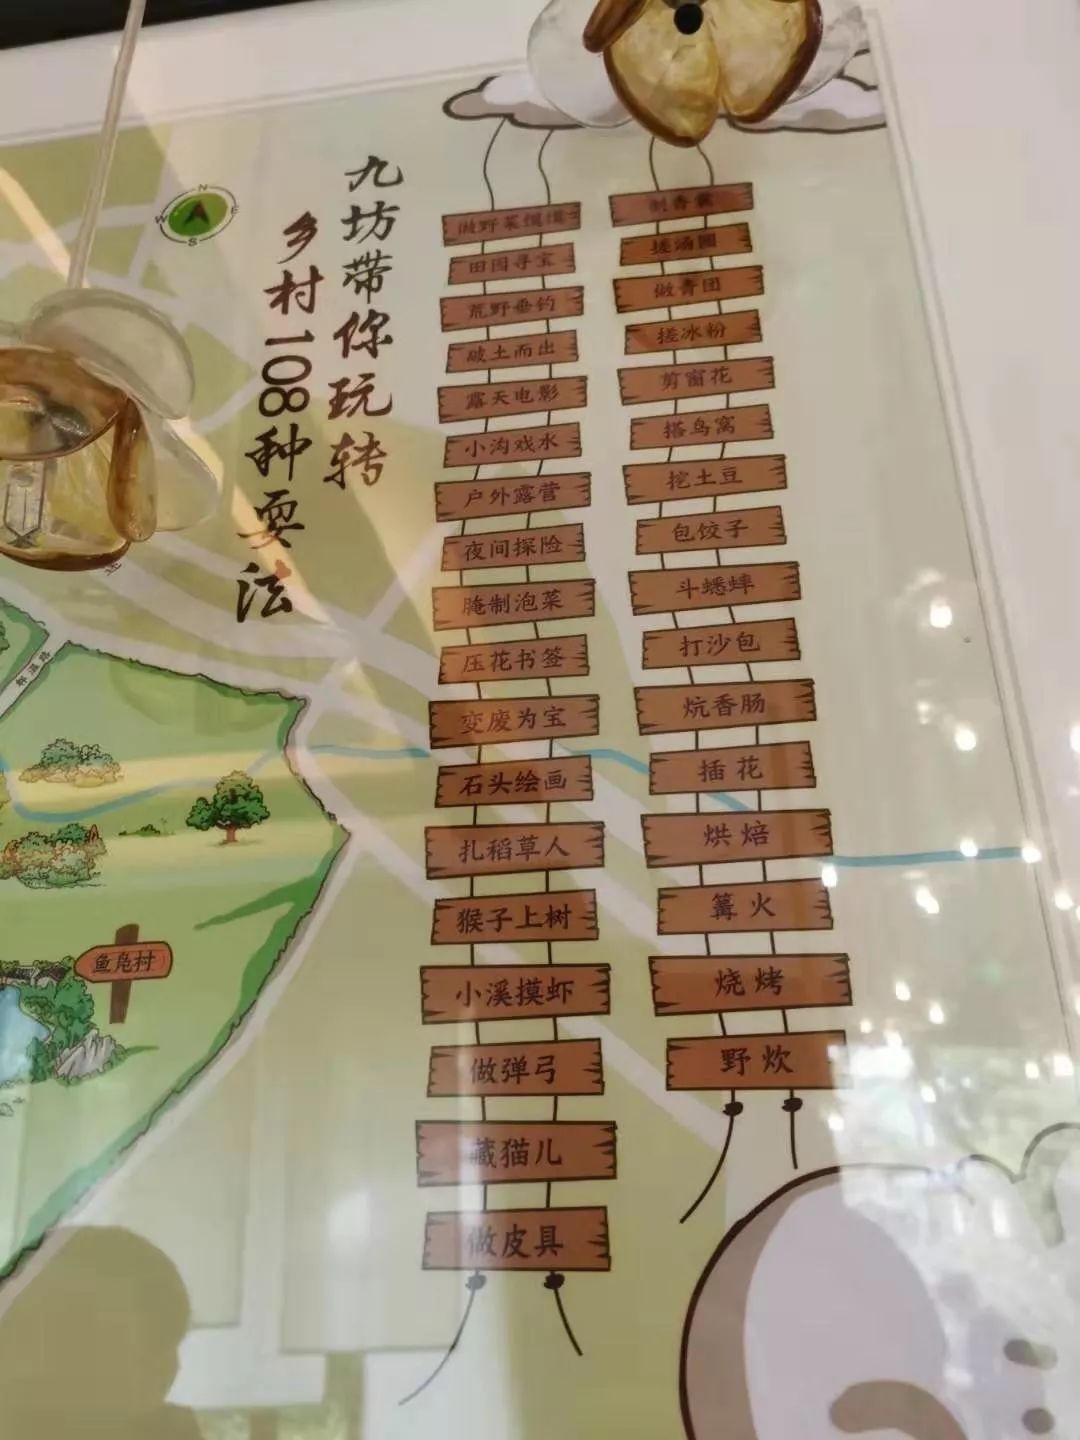 九坊带你玩转
乡村108种耍法
N
W
E
S
做野菜馍馍
田园寻宝
荒野垂钓
破土而出
露天电影
小沟戏水
户外露营
夜间探险
腌制泡菜
压花书签
变废为宝
石头绘画
扎稻草人
猴子上树
小溪摸虾
做弹弓
藏猫儿
做皮具
制香囊
搓汤圆
做青团
搓冰粉
剪窗花
搭鸟窝
挖土豆
包饺子
斗蟋蟀
打沙包
炕香肠
插花
烘焙
篝火
烧烤
野炊
鱼凫村